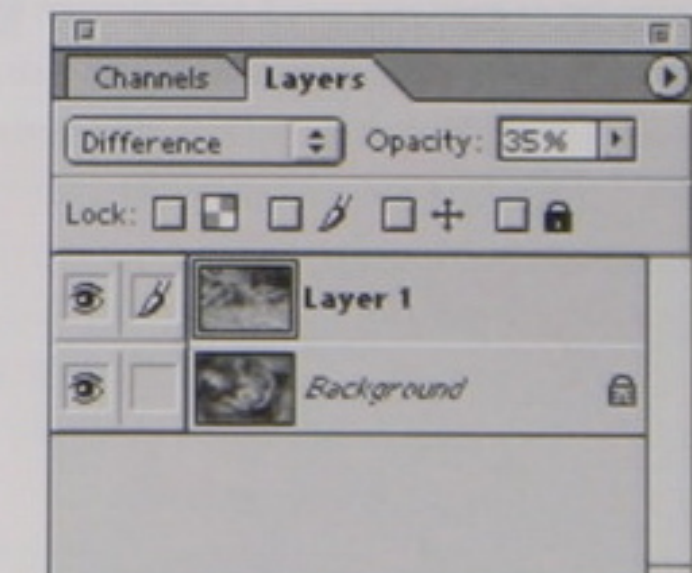 Channels Layers
Difference Opacity: 35%
Lock:
Layer 1
Background